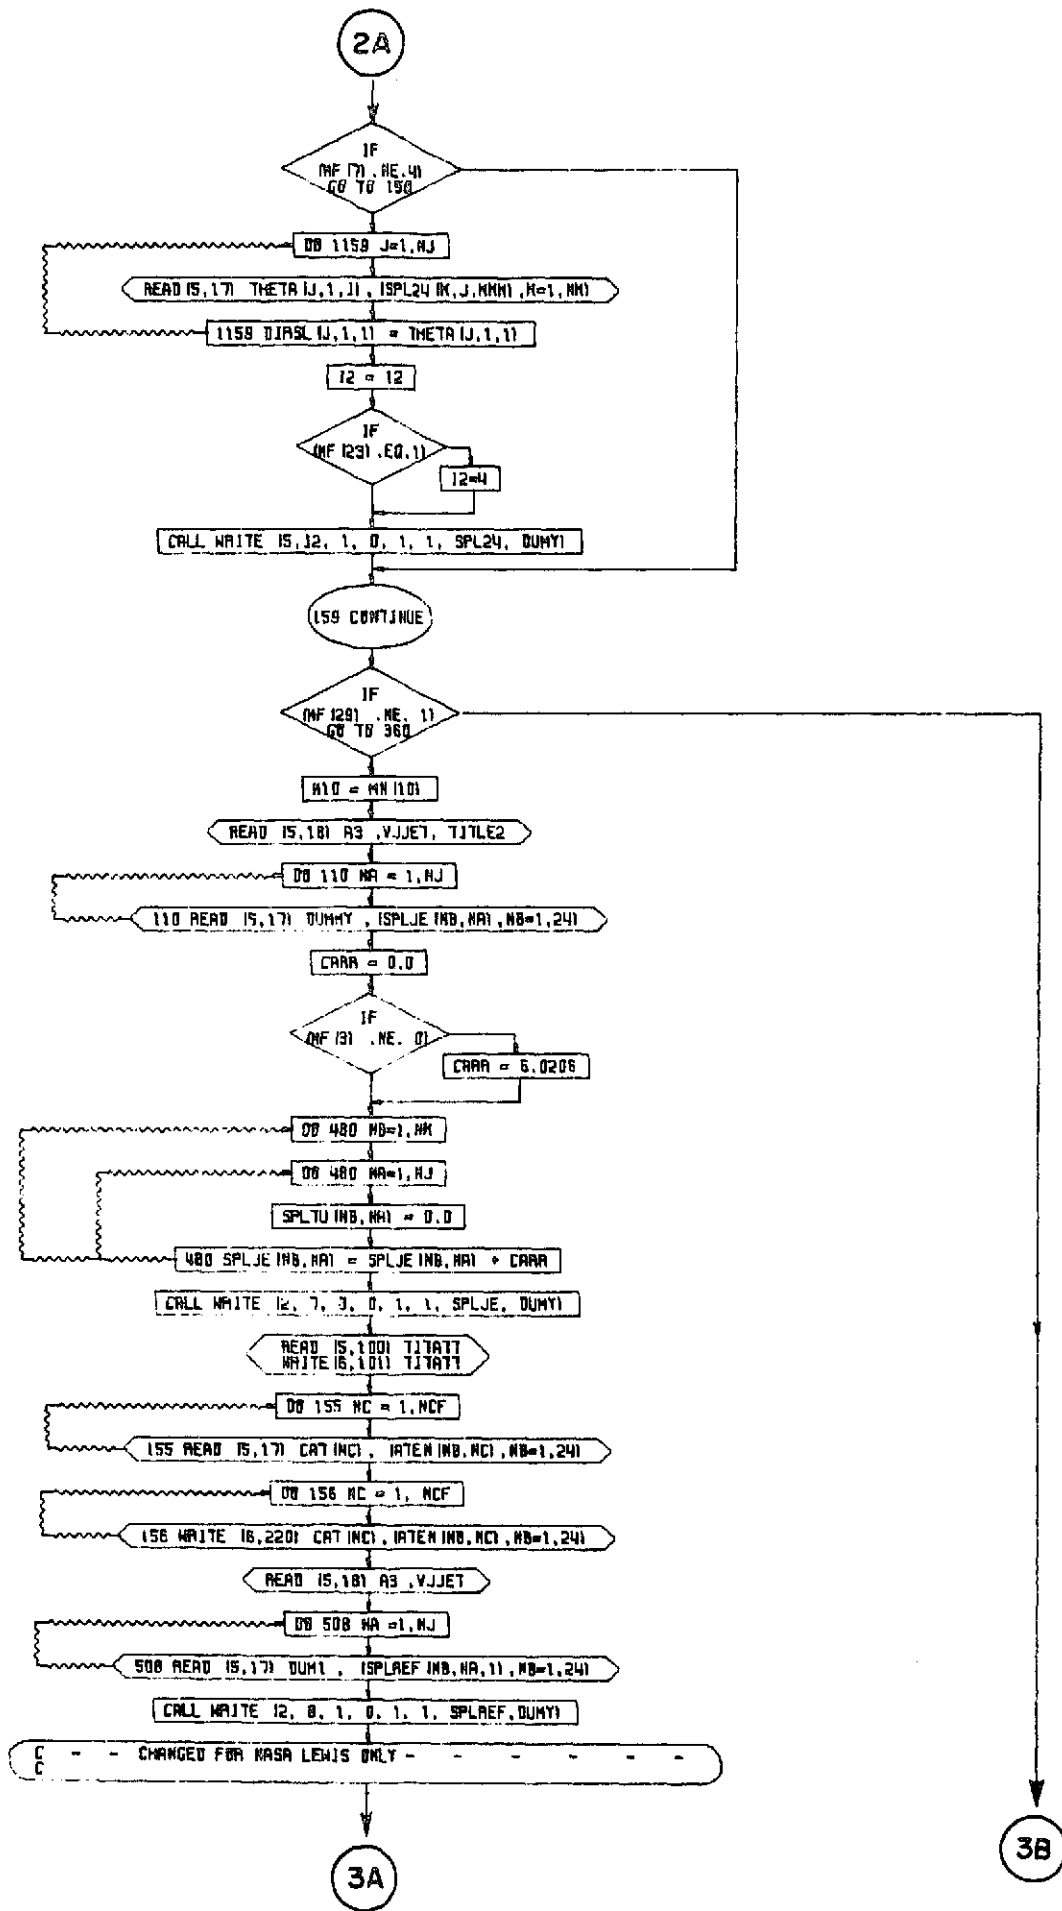 2A
IF
(MF (7) .NE.4)
GO TO 159
DO 1159 J=1,NJ
READ (5,17) THETA (J,1,1), (SPL24 (K,J,KKK),K=1,NK)
1159 DIRSL (J,1,1) = THETA (J,1,1)
I2 = 12
IF
(MF (23) .EQ.1)
I2=4
CALL WRITE (5,I2, 1, 0, 1, 1, SPL24, DUMY)
159 CONTINUE
IF
(MF (29) .NE. 1)
GO TO 360
N10 = MN (10)
READ (5,18) A3 ,VJJET, TITLE2
DO 110 NA = 1,NJ
110 READ (5,17) DUMMY , (SPLJE (NB,NA),NB=1,24)
CARA = 0.0
IF
(MF (3) .NE. 0)
CARA = 6.0206
DO 480 NB=1,NK
DO 480 NA=1,NJ
SPLTU (NB,NA) = 0.0
480 SPLJE (NB,NA) = SPLJE (NB,NA) + CARA
CALL WRITE (2, 7, 3, 0, 1, 1, SPLJE, DUMY)
READ (5,100) TITATT
WRITE (6,101) TITATT
DO 155 NC = 1,NCF
155 READ (5,17) CAT (NC), (ATEN (NB,NC),NB=1,24)
DO 156 NC = 1, NCF
156 WRITE (6,220) CAT (NC), (ATEN (NB,NC),NB=1,24)
READ (5,18) A3 ,VJJET
DO 508 NA =1,NJ
508 READ (5,17) DUM1 , (SPLREF (NB,NA,1),NB=1,24)
CALL WRITE (2, 8, 1, 0, 1, 1, SPLREF,DUMY)
C - - CHANGED FOR NASA LEWIS ONLY - - - - - -
C
3A
3B